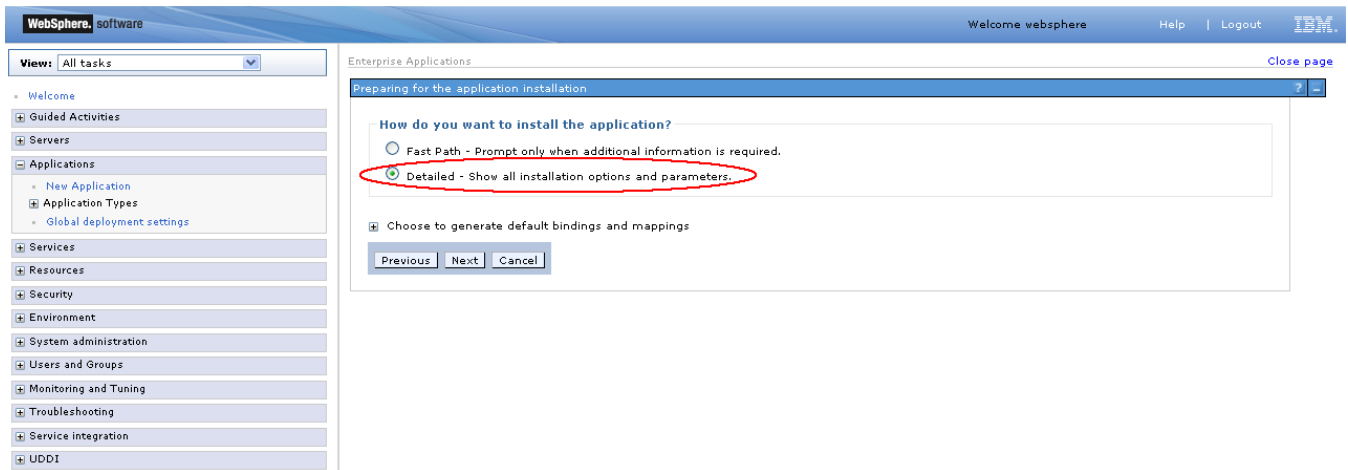 WebSphere. software
Welcome websphere
Help | Logout
IBM.
View: All tasks
Welcome
Guided Activities
Servers
Applications
New Application
Application Types
Global deployment settings
Services
Resources
Security
Environment
System administration
Users and Groups
Monitoring and Tuning
Troubleshooting
Service integration
UDDI
Enterprise Applications
Close page
Preparing for the application installation
? -
How do you want to install the application?
Fast Path - Prompt only when additional information is required.
Detailed - Show all installation options and parameters.
Choose to generate default bindings and mappings
Previous Next Cancel